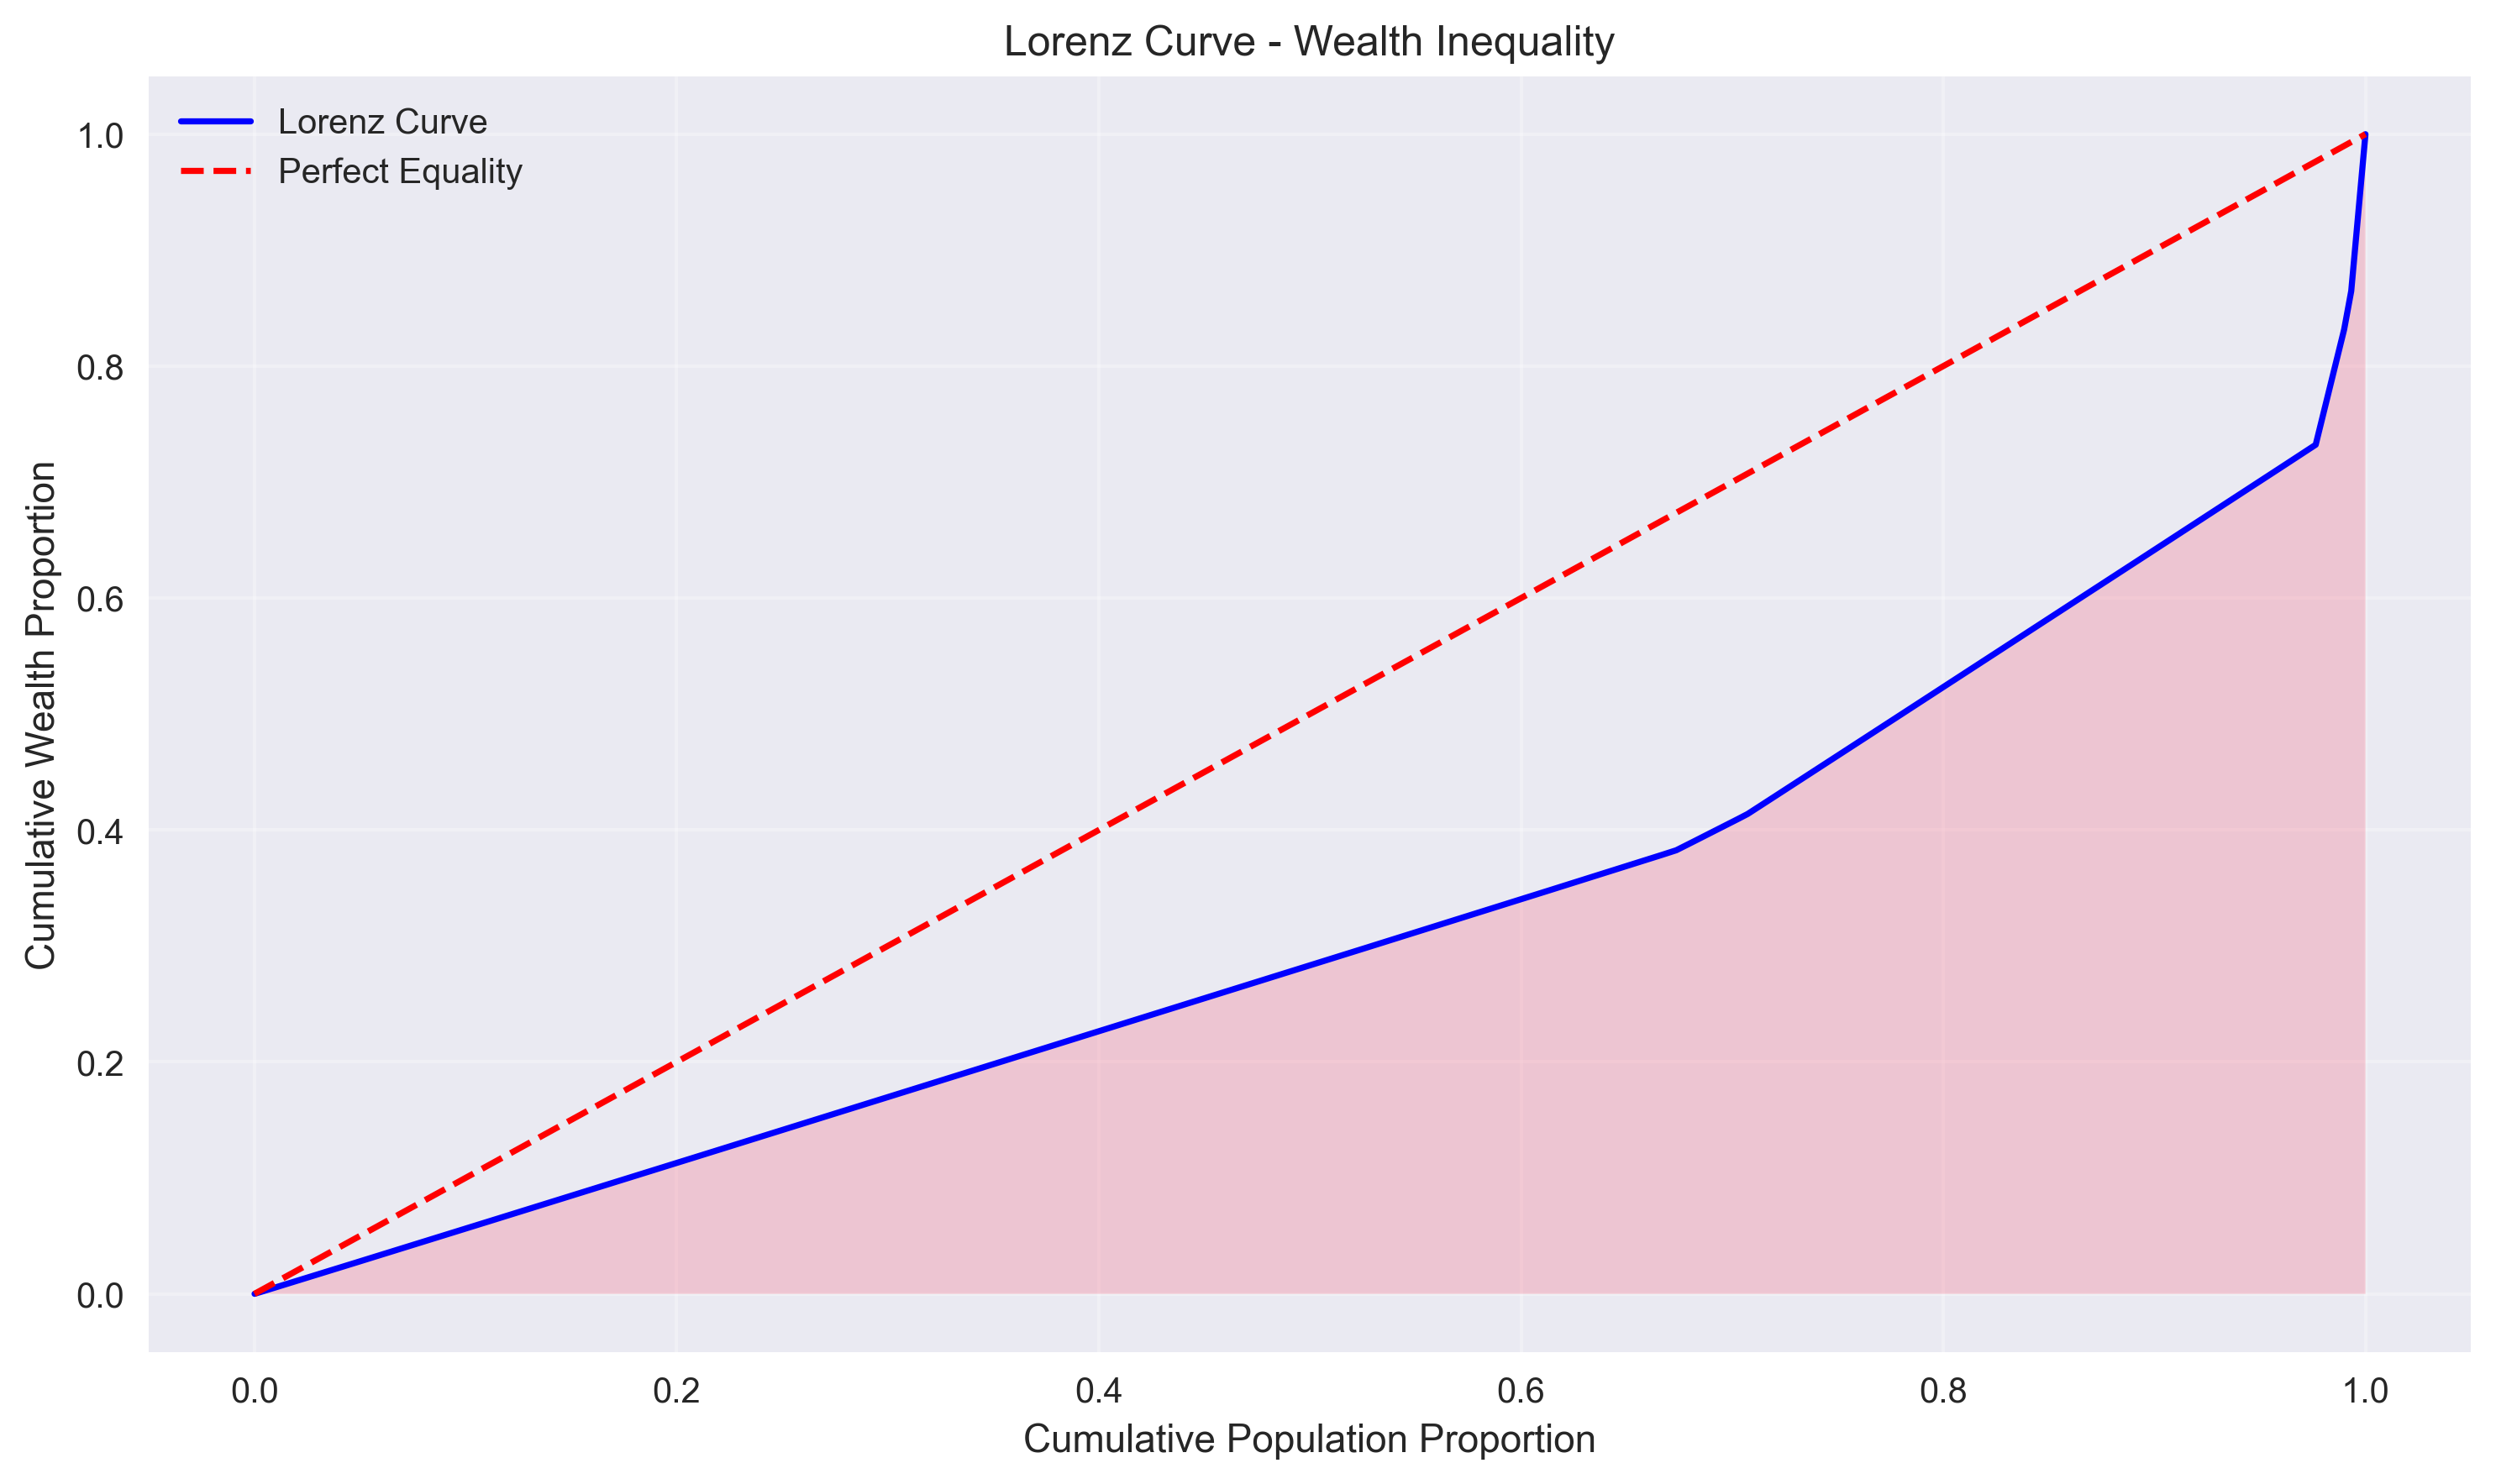 Lorenz Curve - Wealth Inequality
Lorenz Curve
Perfect Equality
Cumulative Wealth Proportion
1.0
0.8
0.6
0.4
0.2
0.0
0.0 0.2 0.4 0.6 0.8 1.0
Cumulative Population Proportion